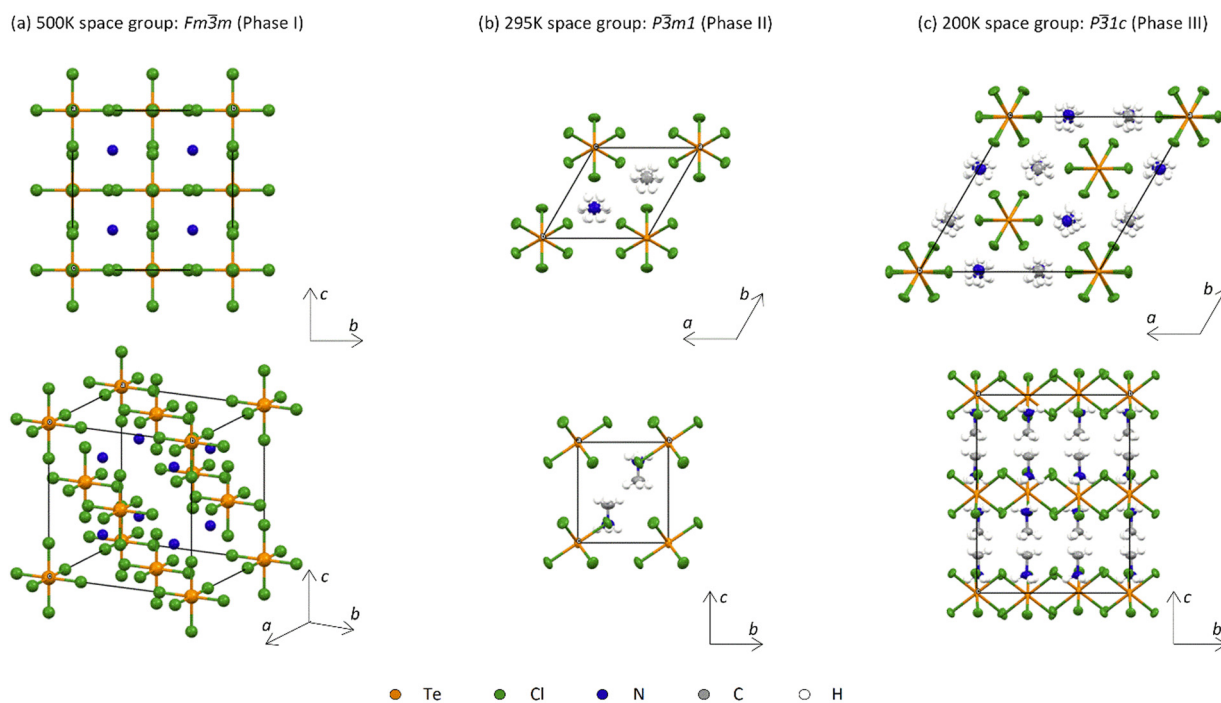 (a) 500K space group: Fm3̅m (Phase I)
(b) 295K space group: P3̅m1 (Phase II)
(c) 200K space group: P3̅1c (Phase III)
c
b
b
a
b
a
c
a
b
c
b
c
b
Te
Cl
N
C
H